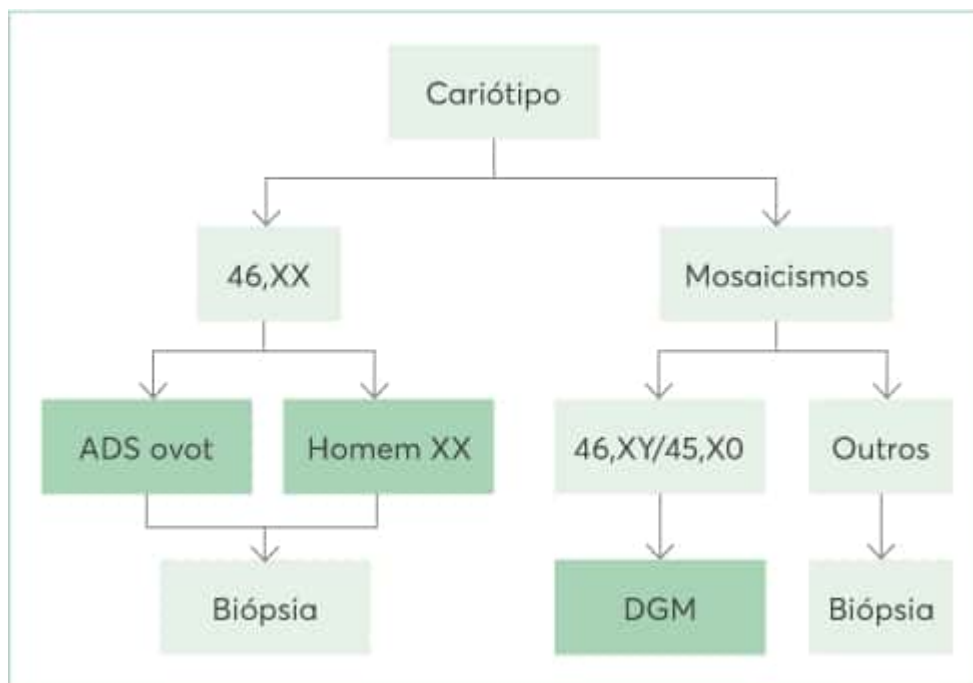 Cariótipo
46,XX
Mosaicismos
ADS ovot
Homem XX
46,XY/45,X0
Outros
Biópsia
DGM
Biópsia